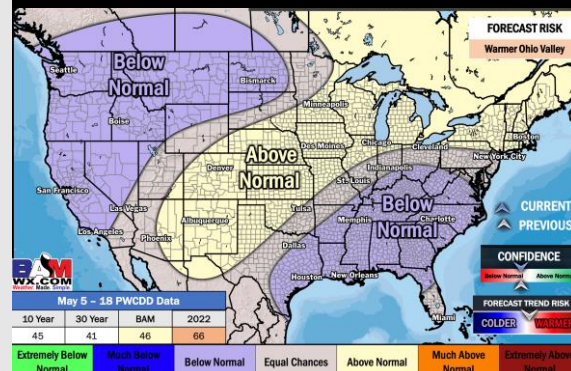 FORECAST RISK
Warmer Ohio Valley
Seattle
Below
Normal
Bismarck
Minneapolis
Boise
Boston
Des Moines
Chicago
Cleveland
New York City
Above
Normal
Denver
Indianapolis
St. Louis
San Francisco
Las Vegas
Below
Normal
CURRENT
PREVIOUS
Tulsa
Memphis
Charlotte
Los Angeles
Albuquerque
Phoenix
Dallas
CONFIDENCE
Below Normal Above Normal
Houston
New Orleans
BAM
WX.COM
Weather. Made. Simple.
Miami
FORECAST TREND RISK
COLDER WARMER
May 5 – 18 PWCDD Data
10 Year 30 Year BAM 2022
45 41 46 66
Extremely Below Normal
Much Below Normal
Below Normal
Equal Chances
Above Normal
Much Above Normal
Extremely Above Normal